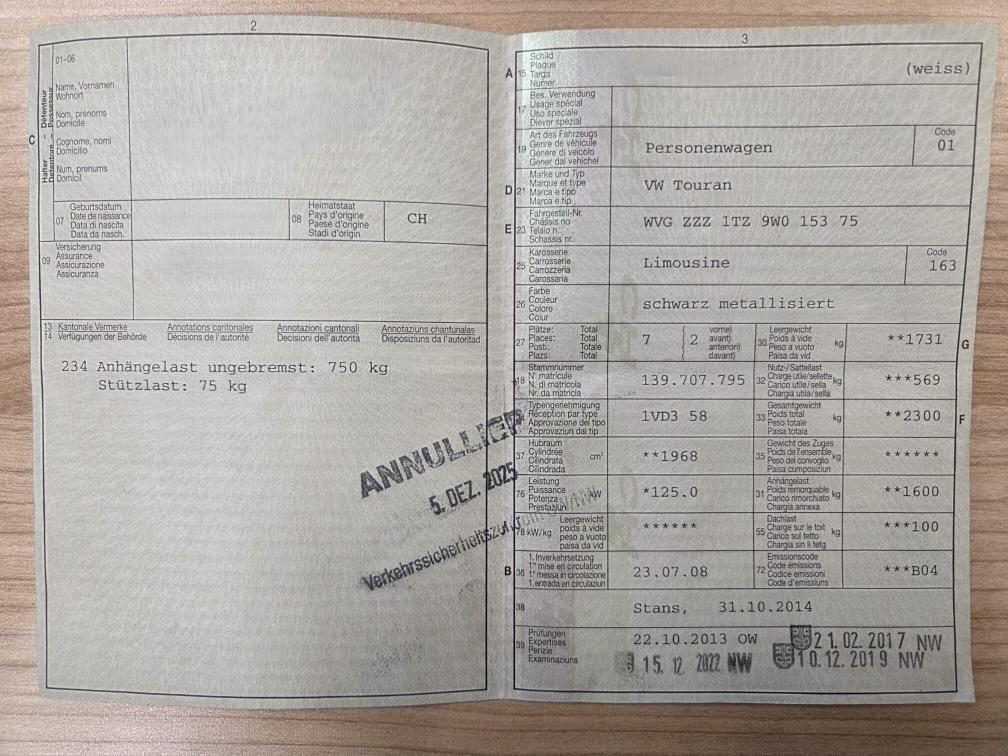 2
01-06
Halter - Détenteur
Detentore - Possessur
Name, Vornamen
Wohnort
Nom, prénoms
Domicile
C
Cognome, nomi
Domicilio
Num, prenums
Domicil
07 Geburtsdatum
Date de naissance
Data di nascita
Data da nasch.
08 Heimatstaat
Pays d'origine
Paese d'origine
Stadi d'origin
CH
09 Versicherung
Assurance
Assicurazione
Assicuranza
13 Kantonale Vermerke Annotations cantonales Annotazioni cantonali Annotaziuns chantunalas
14 Verfügungen der Behörde Décisions de l'autorité Decisioni dell'autorità Disposiziuns da l'autoritad
234 Anhängelast ungebremst: 750 kg
Stützlast: 75 kg
ANNULLIERT
5. DEZ. 2025
Verkehrssicherheitszentrum OW/NW
3
A 15 Schild
Plaque
Targa
Numer
(weiss)
17 Bes. Verwendung
Usage spécial
Uso speciale
Diever spezial
19 Art des Fahrzeugs
Genre de véhicule
Genere di veicolo
Gener dal vehichel
Personenwagen
Code
01
D 21 Marke und Typ
Marque et type
Marca e tipo
Marca e tip
VW Touran
E 23 Fahrgestell-Nr.
Châssis no
Telaio n.
Schassis nr.
WVG ZZZ 1TZ 9W0 153 75
25 Karosserie
Carrosserie
Carrozzeria
Carossaria
Limousine
Code
163
26 Farbe
Couleur
Colore
Colur
schwarz metallisiert
27 Plätze: Total
Places: Total
Posti: Totale
Plazs: Total
7
2
vorne)
avant)
anteriori)
davant)
30 Leergewicht
Poids à vide
Peso a vuoto
Paisa da vid
kg
**1731
G
18 Stammnummer
N° matricule
N. di matricola
Nr. da matricla
139.707.795
32 Nutz-/Sattellast
Charge utile/sellette
Carico utile/sella
Chargia utila/sella
kg
***569
Typengenehmigung
Réception par type
Approvazione del tipo
Approvaziun dal tip
1VD3 58
33 Gesamtgewicht
Poids total
Peso totale
Paisa totala
kg
**2300
F
37 Hubraum
Cylindrée
Cilindrata
Cilindrada
cm³
**1968
35 Gewicht des Zuges
Poids de l'ensemble
Peso del convoglio
Paisa cumposiziun
kg
******
76 Leistung
Puissance
Potenza
Prestaziun
kW
*125.0
31 Anhängelast
Poids remorquable
Carico rimorchiato
Chargia annexa
kg
**1600
78 kW/kg
Leergewicht
poids à vide
peso a vuoto
paisa da vid
******
55 Dachlast
Charge sur le toit
Carico sul tetto
Chargia sin il tetg
kg
***100
B 36 1. Inverkehrsetzung
1re mise en circulation
1a messa in circolazione
1. entrada en circulaziun
23.07.08
72 Emissionscode
Code émissions
Codice emissioni
Code d'emissiuns
***B04
38
Stans, 31.10.2014
39 Prüfungen
Expertises
Perizie
Examinaziuns
22.10.2013 OW
21.02.2017 NW
15. 12. 2022 NW
10.12.2019 NW